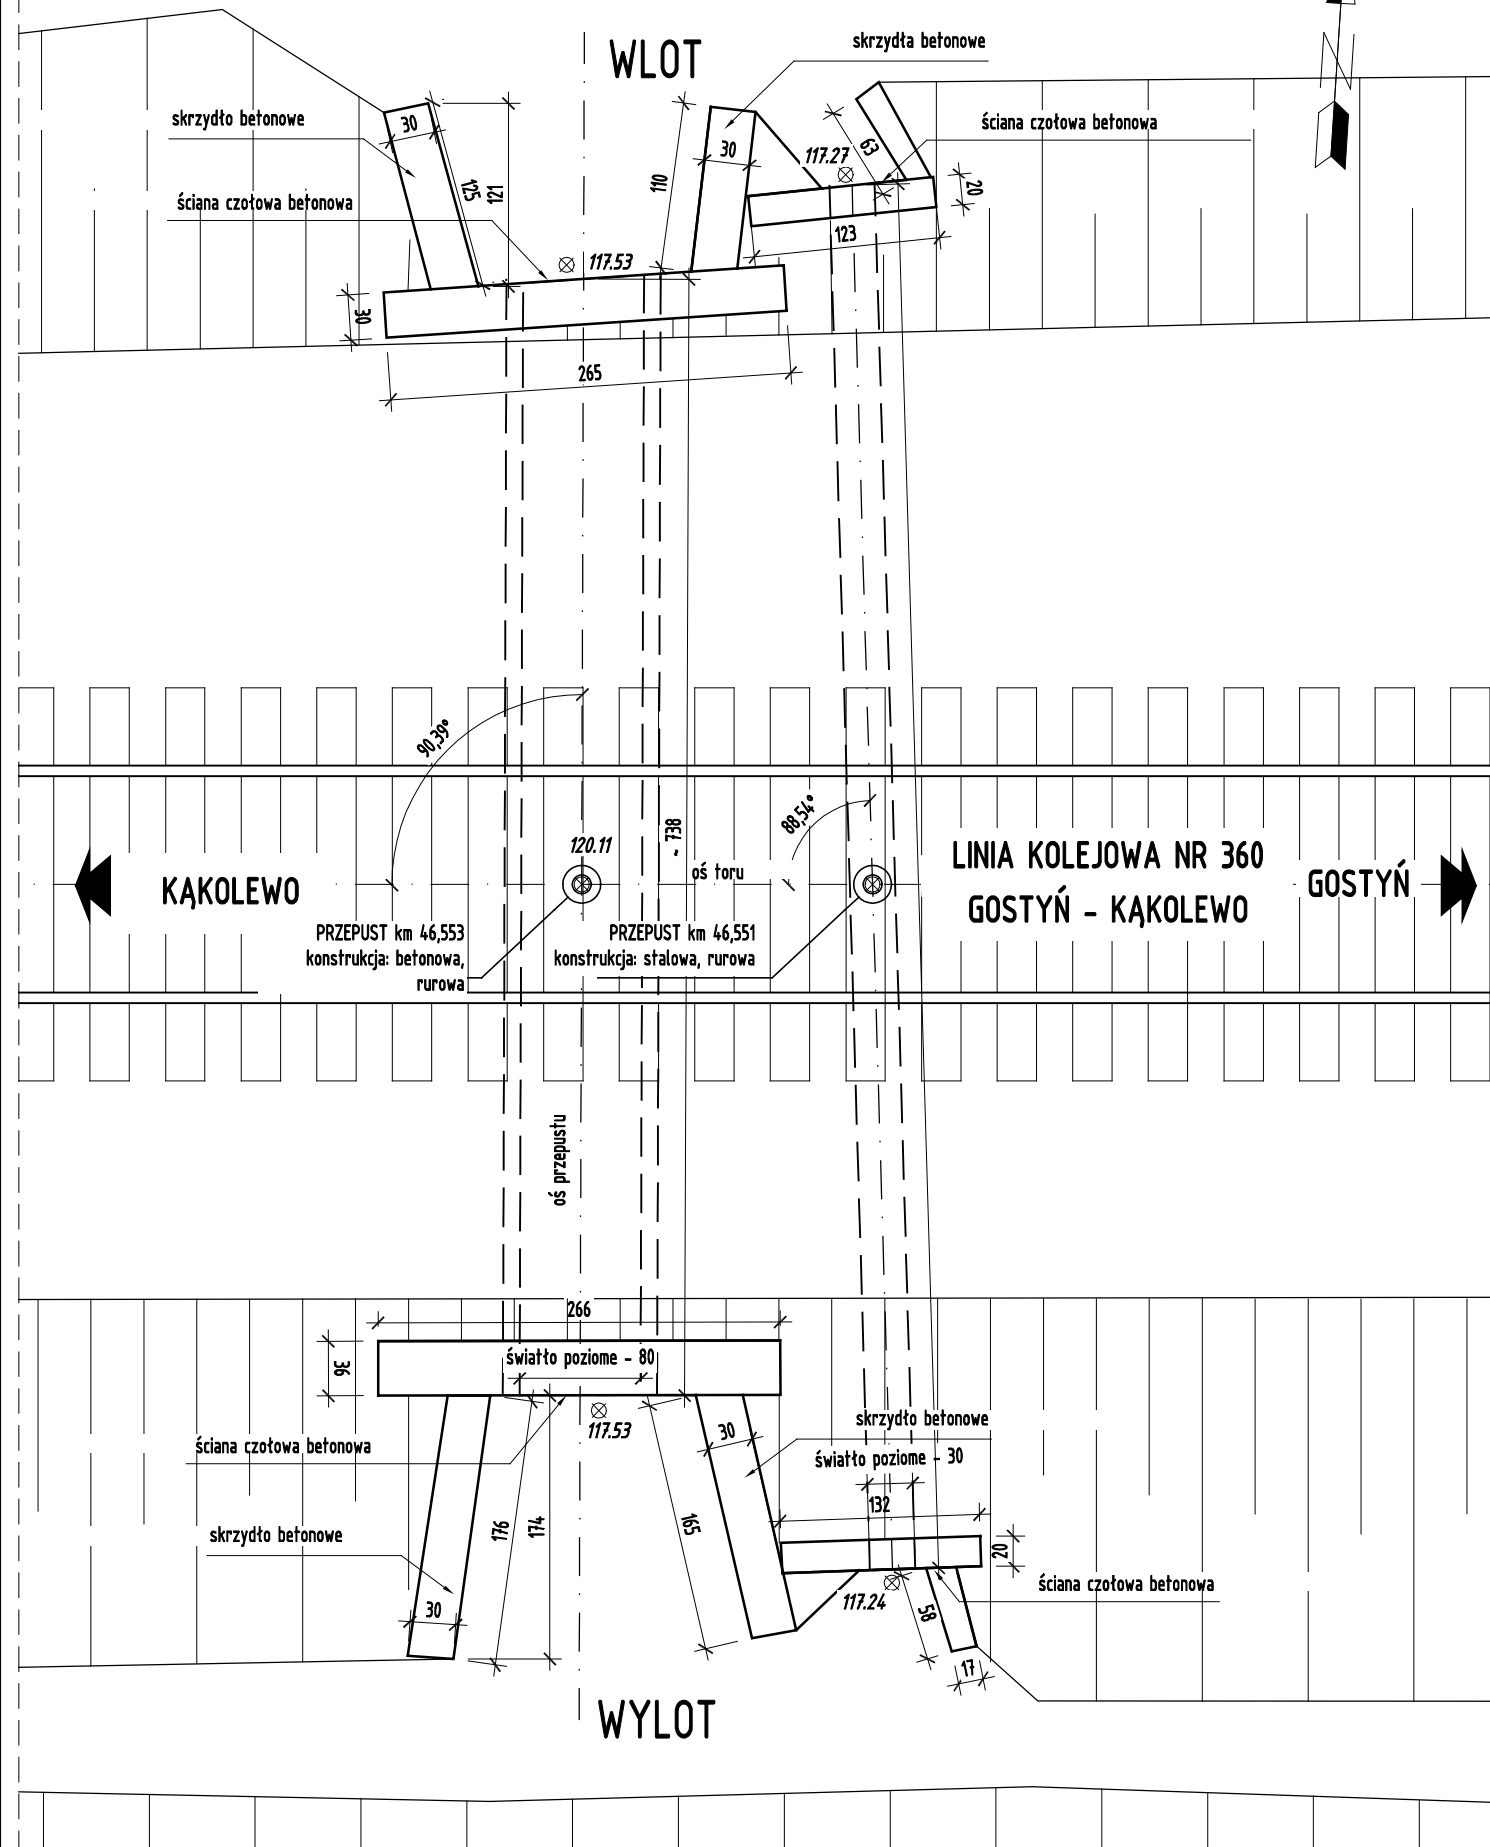 WLOT
skrzydła betonowe
skrzydło betonowe
ściana czołowa betonowa
ściana czołowa betonowa
30
125
121
110
30
117.27
63
20
123
117.53
30
265
N
90,39°
88,54°
120.11
~ 738
oś toru
KĄKOLEWO
LINIA KOLEJOWA NR 360
GOSTYŃ - KĄKOLEWO
GOSTYŃ
PRZEPUST km 46,553
konstrukcja: betonowa,
rurowa
PRZEPUST km 46,551
konstrukcja: stalowa, rurowa
oś przepustu
266
36
światło poziome - 80
117.53
ściana czołowa betonowa
skrzydło betonowe
30
176
174
165
30
skrzydło betonowe
światło poziome - 30
132
20
117.24
58
17
ściana czołowa betonowa
WYLOT